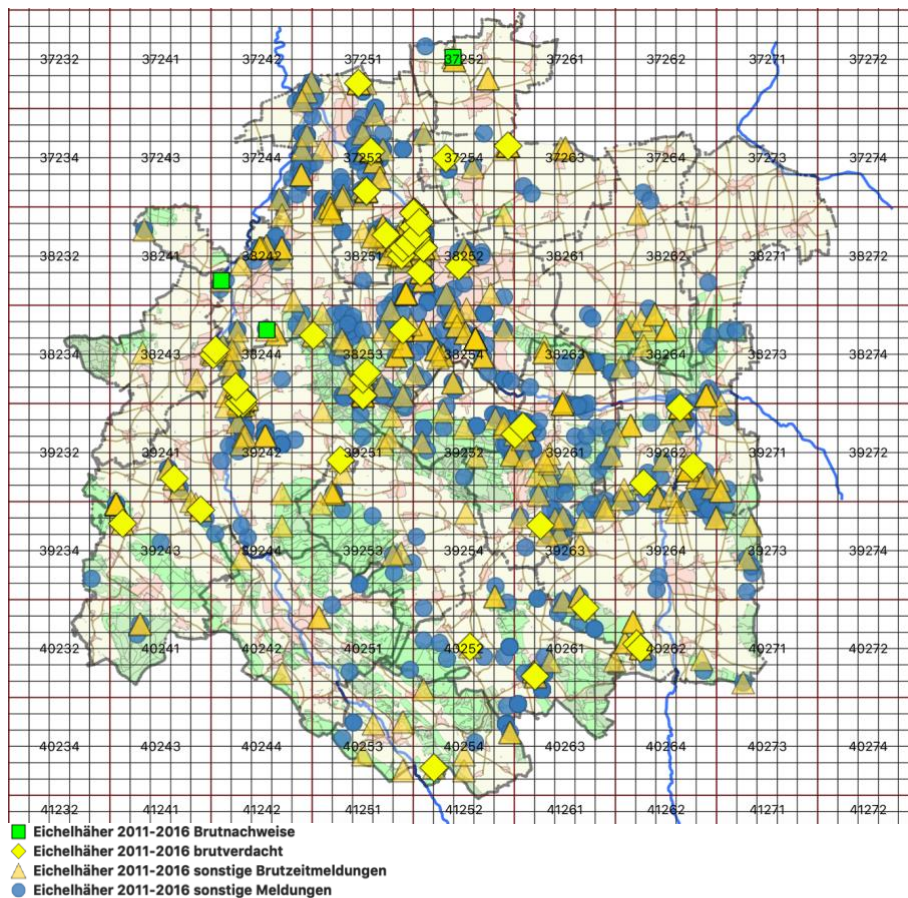 37232 37241 37242 37251 37252 37261 37262 37271 37272
37234 37243 37244 37253 37254 37263 37264 37273 37274
38232 38241 38242 38251 38252 38261 38262 38271 38272
38234 38243 38244 38253 38254 38263 38264 38273 38274
39232 39241 39242 39251 39252 39261 39262 39271 39272
39234 39243 39244 39253 39254 39263 39264 39273 39274
40232 40241 40242 40251 40252 40261 40262 40271 40272
40234 40243 40244 40253 40254 40263 40264 40273 40274
41232 41241 41242 41251 41252 41261 41262 41271 41272
Eichelhäher 2011-2016 Brutnachweise
Eichelhäher 2011-2016 brutverdacht
Eichelhäher 2011-2016 sonstige Brutzeitmeldungen
Eichelhäher 2011-2016 sonstige Meldungen